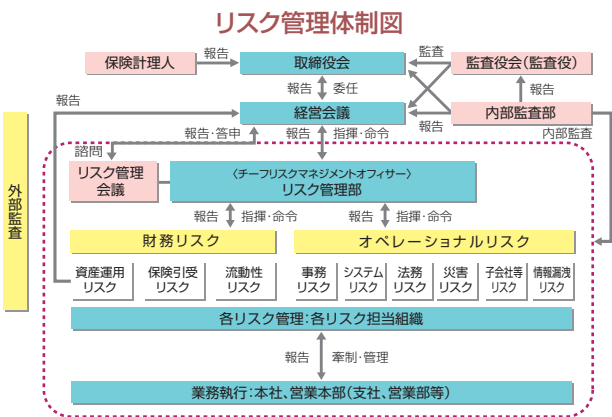 リスク管理体制図
保険計理人
報告
取締役会
監査
監査役会（監査役）
報告 委任
報告
報告
経営会議
報告
内部監査部
報告・答申
報告 指揮・命令
内部監査
諮問
リスク管理
会議
〈チーフリスクマネジメントオフィサー〉
リスク管理部
外部監査
報告 指揮・命令
報告 指揮・命令
財務リスク
オペレーショナルリスク
資産運用
リスク
保険引受
リスク
流動性
リスク
事務
リスク
システム
リスク
法務
リスク
災害
リスク
子会社等
リスク
情報漏洩
リスク
各リスク管理：各リスク担当組織
報告 牽制・管理
業務執行：本社、営業本部（支社、営業部等）